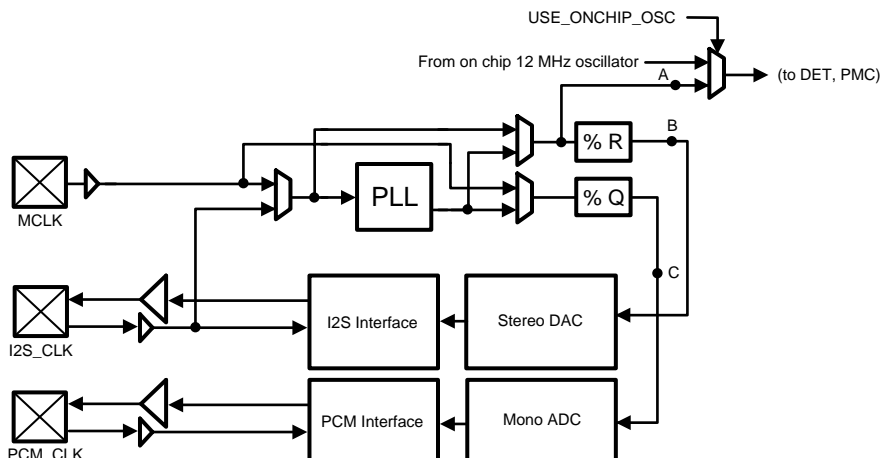 USE_ONCHIP_OSC
From on chip 12 MHz oscillator
A
(to DET, PMC)
% R
B
MCLK
PLL
% Q
C
I2S_CLK
I2S Interface
Stereo DAC
PCM_CLK
PCM Interface
Mono ADC